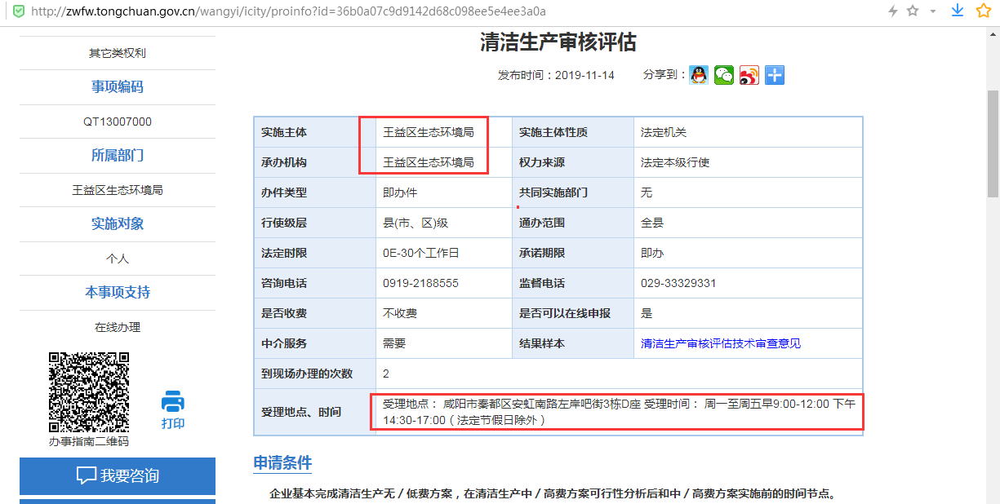 http://zwfw.tongchuan.gov.cn/wangyi/icity/proinfo?id=36b0a07c9d9142d68c098ee5e4ee3a0a
其它类权利
事项编码
QT13007000
所属部门
王益区生态环境局
实施对象
个人
本事项支持
在线办理
打印
办事指南二维码
我要咨询
清洁生产审核评估
发布时间：2019-11-14 分享到：
实施主体 王益区生态环境局 实施主体性质 法定机关
承办机构 王益区生态环境局 权力来源 法定本级行使
办件类型 即办件 共同实施部门 无
行使级层 县(市、区)级 通办范围 全县
法定时限 0E-30个工作日 承诺期限 即办
咨询电话 0919-2188555 监督电话 029-33329331
是否收费 不收费 是否可以在线申报 是
中介服务 需要 结果样本 清洁生产审核评估技术审查意见
到现场办理的次数 2
受理地点、时间 受理地点： 咸阳市秦都区安虹南路左岸吧街3栋D座 受理时间： 周一至周五早9:00-12:00 下午
14:30-17:00（法定节假日除外）
申请条件
企业基本完成清洁生产无／低费方案，在清洁生产中／高费方案可行性分析后和中／高费方案实施前的时间节点。